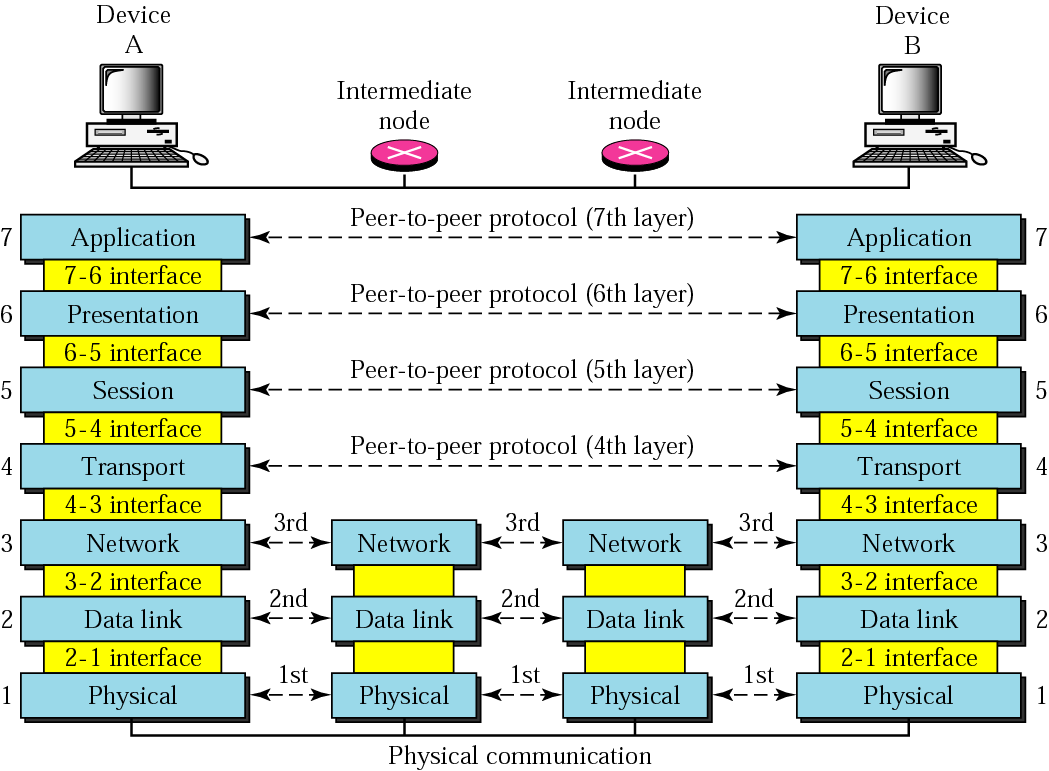 Device
A
Device
B
Intermediate
node
Intermediate
node
Peer-to-peer protocol (7th layer)
7 Application
Application 7
7-6 interface
7-6 interface
Peer-to-peer protocol (6th layer)
6 Presentation
Presentation 6
6-5 interface
6-5 interface
Peer-to-peer protocol (5th layer)
5 Session
Session 5
5-4 interface
5-4 interface
Peer-to-peer protocol (4th layer)
4 Transport
Transport 4
4-3 interface
4-3 interface
3rd 3rd 3rd
3 Network Network Network Network 3
3-2 interface
3-2 interface
2nd 2nd 2nd
2 Data link Data link Data link Data link 2
2-1 interface
2-1 interface
1st 1st 1st
1 Physical Physical Physical Physical 1
Physical communication